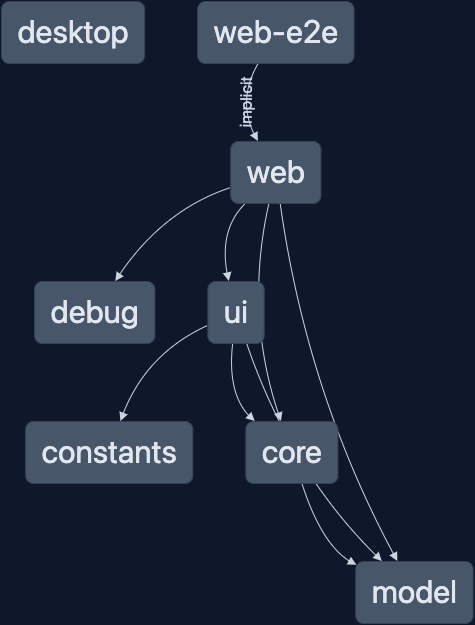 desktop
web-e2e
implicit
web
debug
ui
constants
core
model